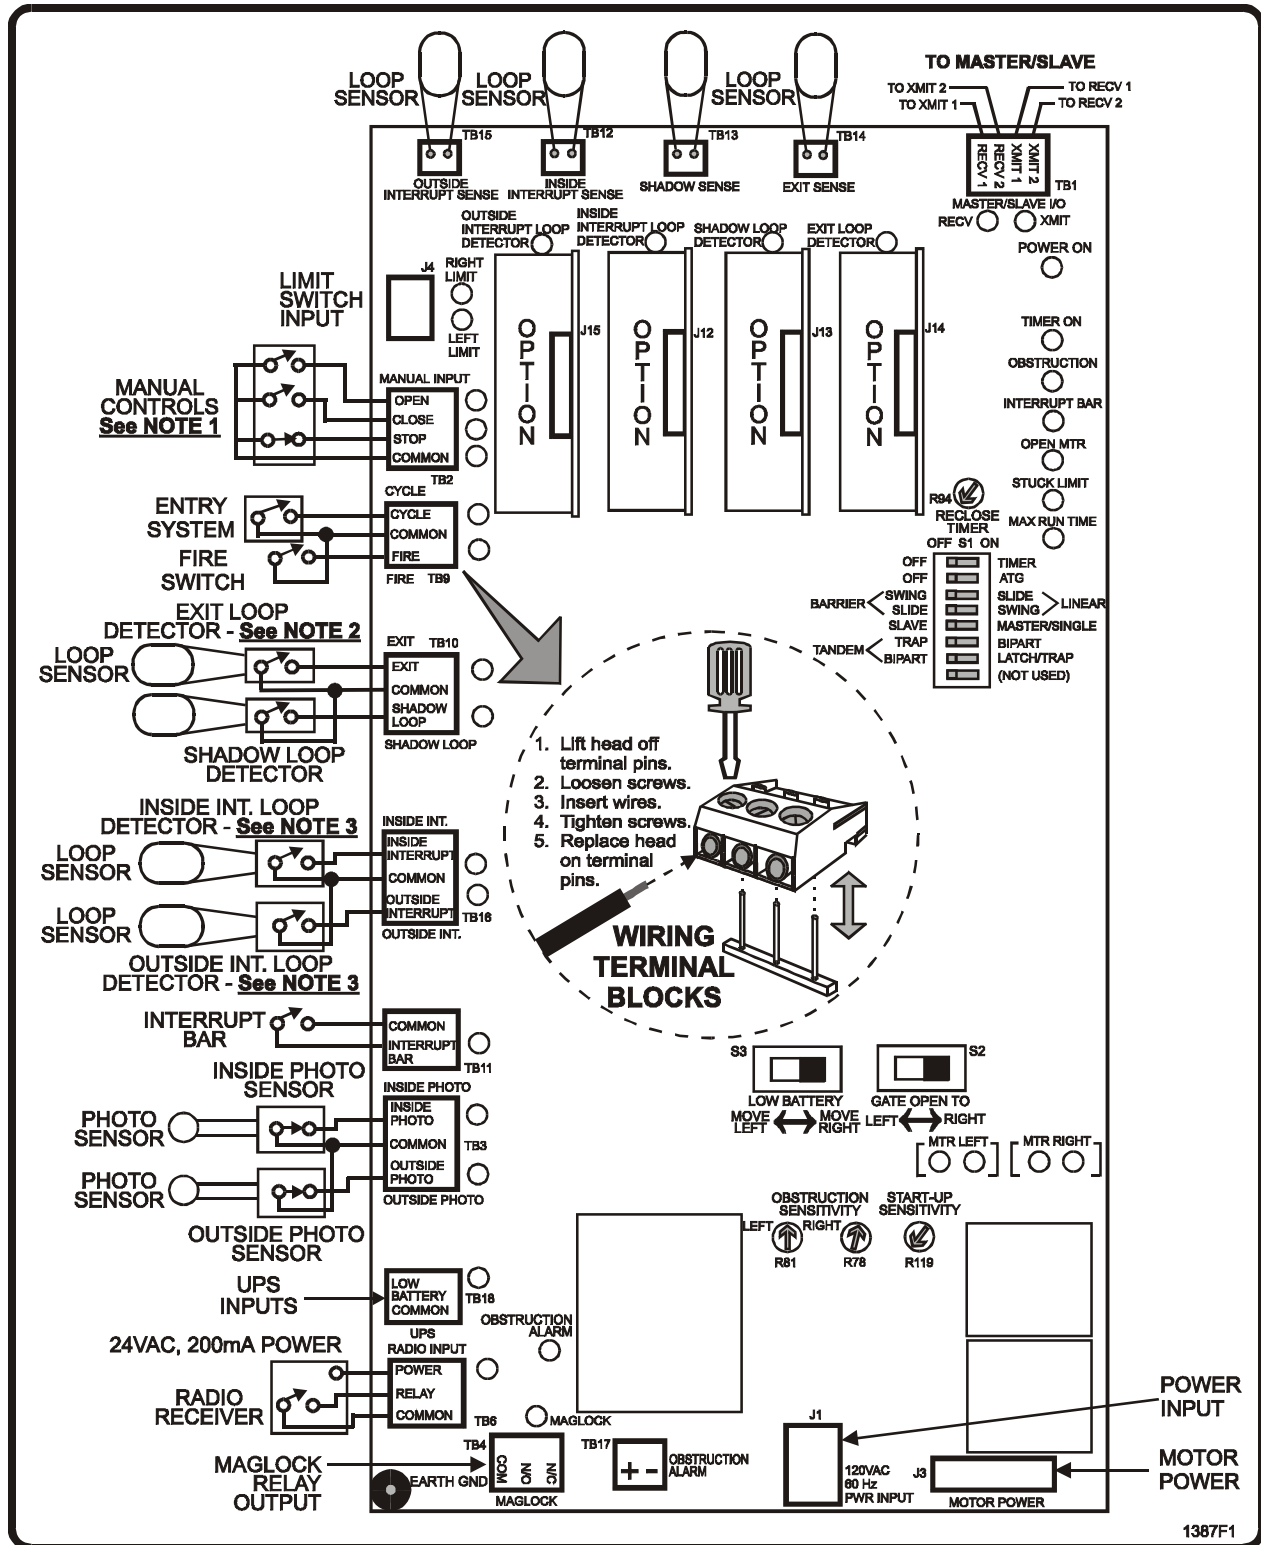 TO MASTER/SLAVE
TO XMIT 2
TO XMIT 1
TO RECV 1
TO RECV 2
LOOP
SENSOR
LOOP
SENSOR
LOOP
SENSOR
TB15
TB12
TB13
TB14
OUTSIDE
INTERRUPT SENSE
INSIDE
INTERRUPT SENSE
SHADOW SENSE
EXIT SENSE
RECV 1
RECV 2
XMIT 1
XMIT 2
TB1
MASTER/SLAVE I/O
RECV
XMIT
OUTSIDE
INTERRUPT LOOP
DETECTOR
INSIDE
INTERRUPT LOOP
DETECTOR
SHADOW LOOP
DETECTOR
EXIT LOOP
DETECTOR
POWER ON
TIMER ON
OBSTRUCTION
INTERRUPT BAR
OPEN MTR
STUCK LIMIT
MAX RUN TIME
LIMIT
SWITCH
INPUT
J4
RIGHT
LIMIT
LEFT
LIMIT
OPTION
J15
OPTION
J12
OPTION
J13
OPTION
J14
MANUAL
CONTROLS
See NOTE 1
MANUAL INPUT
OPEN
CLOSE
STOP
COMMON
TB2
ENTRY
SYSTEM
FIRE
SWITCH
CYCLE
CYCLE
COMMON
FIRE
FIRE TB9
R94
RECLOSE
TIMER
OFF S1 ON
OFF
TIMER
OFF
ATG
BARRIER
SWING
SLIDE
SLIDE
SWING
LINEAR
SLAVE
MASTER/SINGLE
TANDEM
TRAP
BIPART
BIPART
LATCH/TRAP
(NOT USED)
EXIT LOOP
DETECTOR - See NOTE 2
LOOP
SENSOR
EXIT TB10
EXIT
COMMON
SHADOW
LOOP
SHADOW LOOP
SHADOW LOOP
DETECTOR
1. Lift head off
terminal pins.
2. Loosen screws.
3. Insert wires.
4. Tighten screws.
5. Replace head
on terminal
pins.
WIRING
TERMINAL
BLOCKS
INSIDE INT. LOOP
DETECTOR - See NOTE 3
LOOP
SENSOR
LOOP
SENSOR
INSIDE INT.
INSIDE
INTERRUPT
COMMON
OUTSIDE
INTERRUPT
TB16
OUTSIDE INT.
OUTSIDE INT. LOOP
DETECTOR - See NOTE 3
INTERRUPT
BAR
COMMON
INTERRUPT
BAR
TB11
INSIDE PHOTO
SENSOR
PHOTO
SENSOR
PHOTO
SENSOR
INSIDE PHOTO
INSIDE
PHOTO
COMMON
OUTSIDE
PHOTO
TB3
OUTSIDE PHOTO
OUTSIDE PHOTO
SENSOR
S3
LOW BATTERY
MOVE
LEFT
MOVE
RIGHT
S2
GATE OPEN TO
LEFT
RIGHT
MTR LEFT
MTR RIGHT
OBSTRUCTION
SENSITIVITY
LEFT
RIGHT
R81
R78
START-UP
SENSITIVITY
R119
UPS
INPUTS
LOW
BATTERY
COMMON
TB18
UPS
OBSTRUCTION
ALARM
24VAC, 200mA POWER
RADIO
RECEIVER
RADIO INPUT
POWER
RELAY
COMMON
TB6
MAGLOCK
MAGLOCK
RELAY
OUTPUT
EARTH GND
TB4
COM
N/O
N/C
MAGLOCK
TB17
+ -
OBSTRUCTION
ALARM
J1
120VAC
60 Hz
PWR INPUT
J3
MOTOR POWER
POWER
INPUT
MOTOR
POWER
1387F1